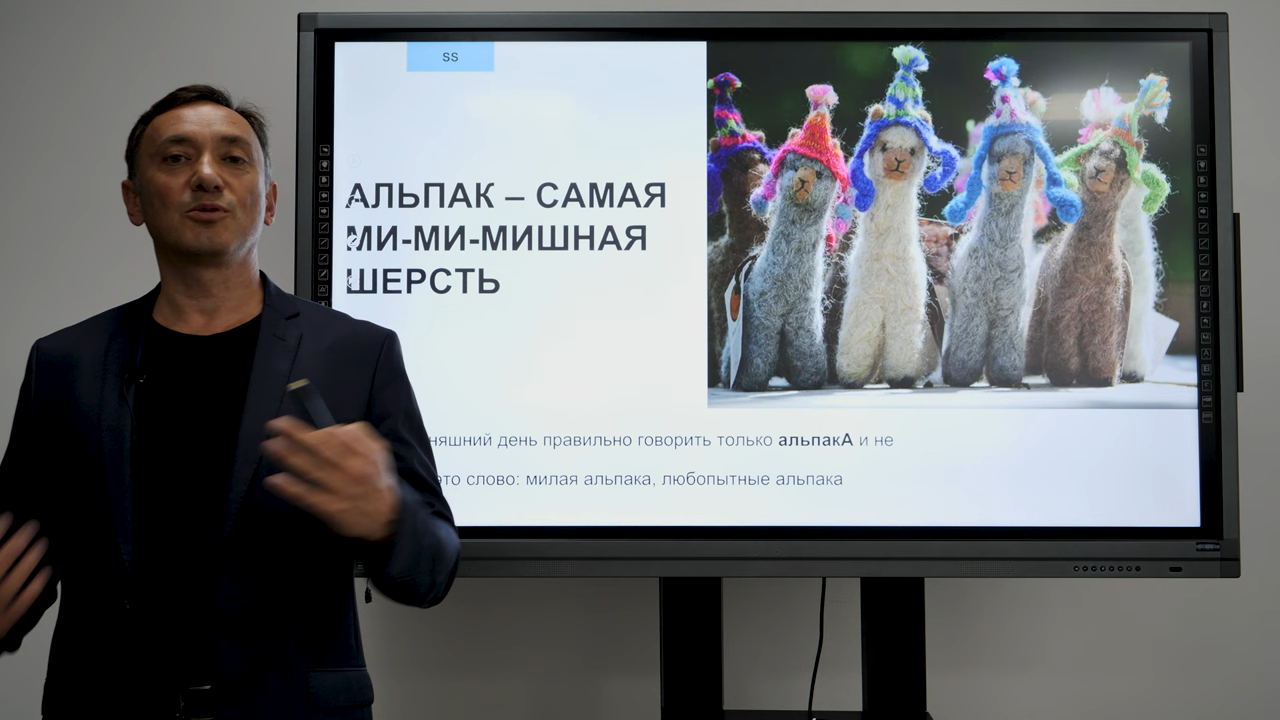 ss
АЛЬПАК – САМАЯ
МИ-МИ-МИШНАЯ
ШЕРСТЬ
день правильно говорить только альпакА и не
это слово: милая альпака, любопытные альпака